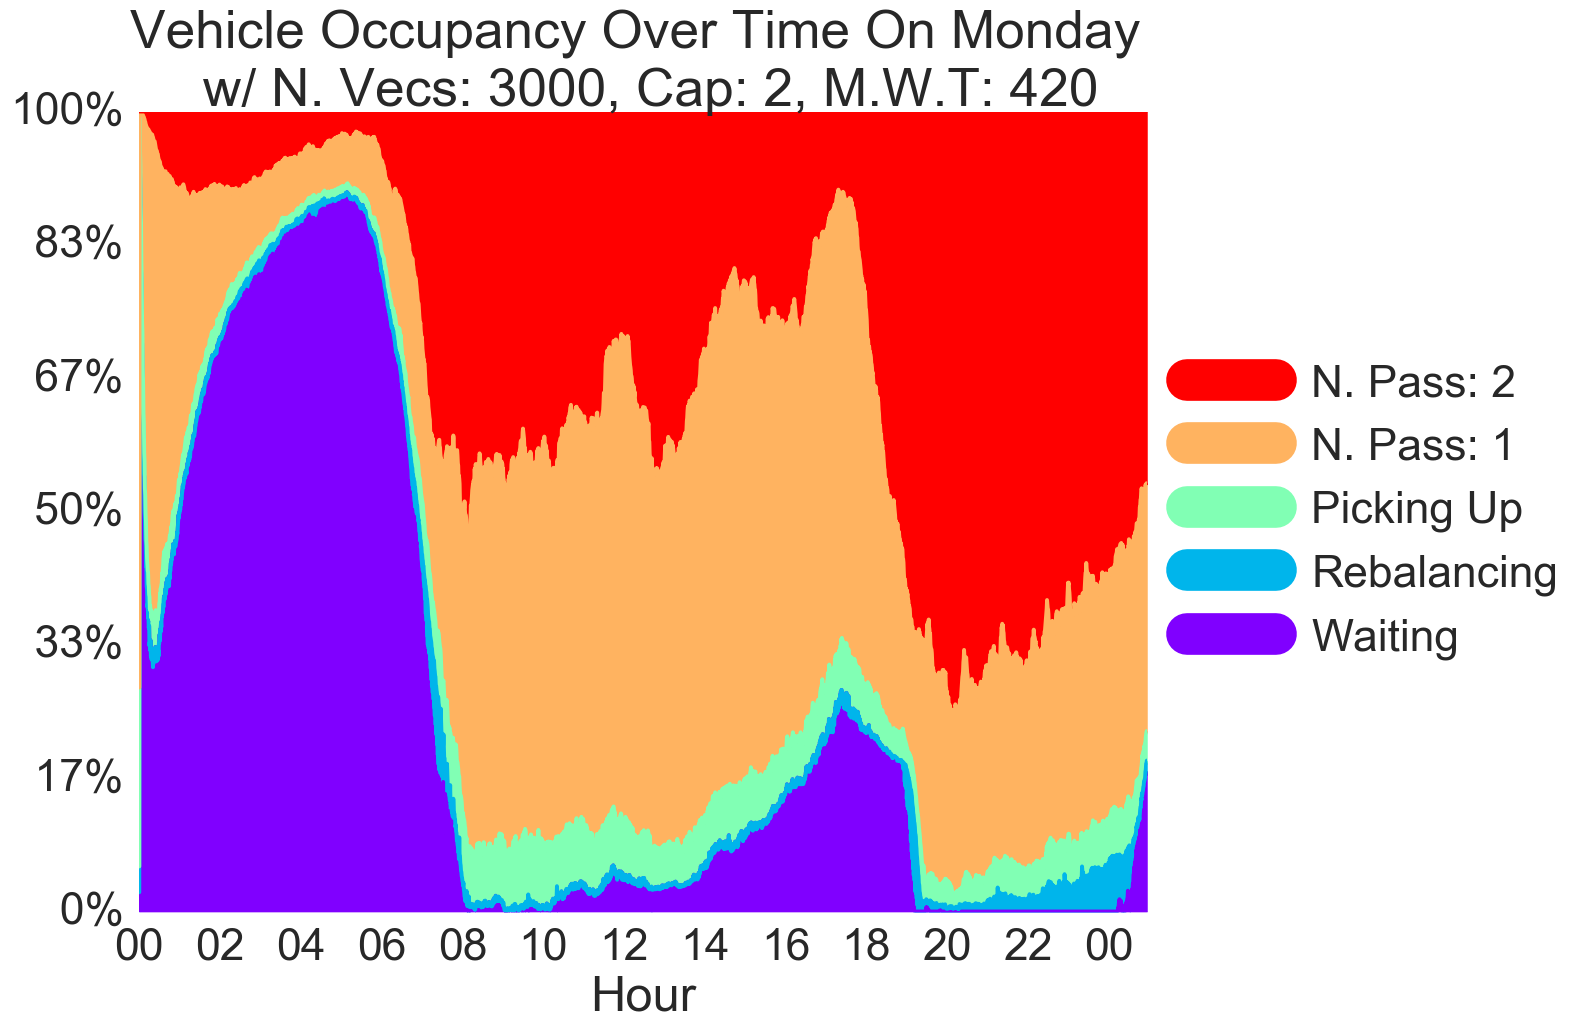 Vehicle Occupancy Over Time On Monday
w/ N. Vecs: 3000, Cap: 2, M.W.T: 420
100%
83%
67%
50%
33%
17%
0%
00 02 04 06 08 10 12 14 16 18 20 22 00
Hour
N. Pass: 2
N. Pass: 1
Picking Up
Rebalancing
Waiting